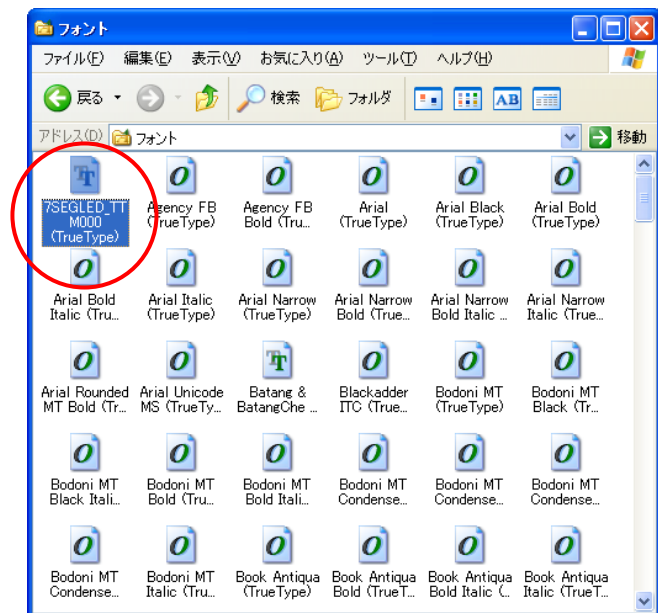 フォント
ファイル(F) 編集(E) 表示(V) お気に入り(A) ツール(T) ヘルプ(H)
戻る 検索 フォルダ AB
アドレス(D) フォント 移動
7SEGLED_TT Agency FB Agency FB Arial Arial Black Arial Bold
M000 (TrueType) Bold (Tru... (TrueType) (TrueType) (TrueType)
(TrueType)
Arial Bold Arial Italic Arial Narrow Arial Narrow Arial Narrow Arial Narrow
Italic (Tru... (TrueType) (TrueType) Bold (True... Bold Italic ... Italic (True...
Arial Rounded Arial Unicode Batang & Blackadder Bodoni MT Bodoni MT
MT Bold (Tr... MS (TrueTy... BatangChe ... ITC (True... (TrueType) Black (Tr...
Bodoni MT Bodoni MT Bodoni MT Bodoni MT Bodoni MT Bodoni MT
Black Itali... Bold (Tru... Bold Itali... Condense... Condense... Condense...
Bodoni MT Bodoni MT Book Antiqua Book Antiqua Book Antiqua Book Antiqua
Condense... Italic (Tru... (TrueType) Bold (TrueT... Bold Italic (... Italic (TrueT...